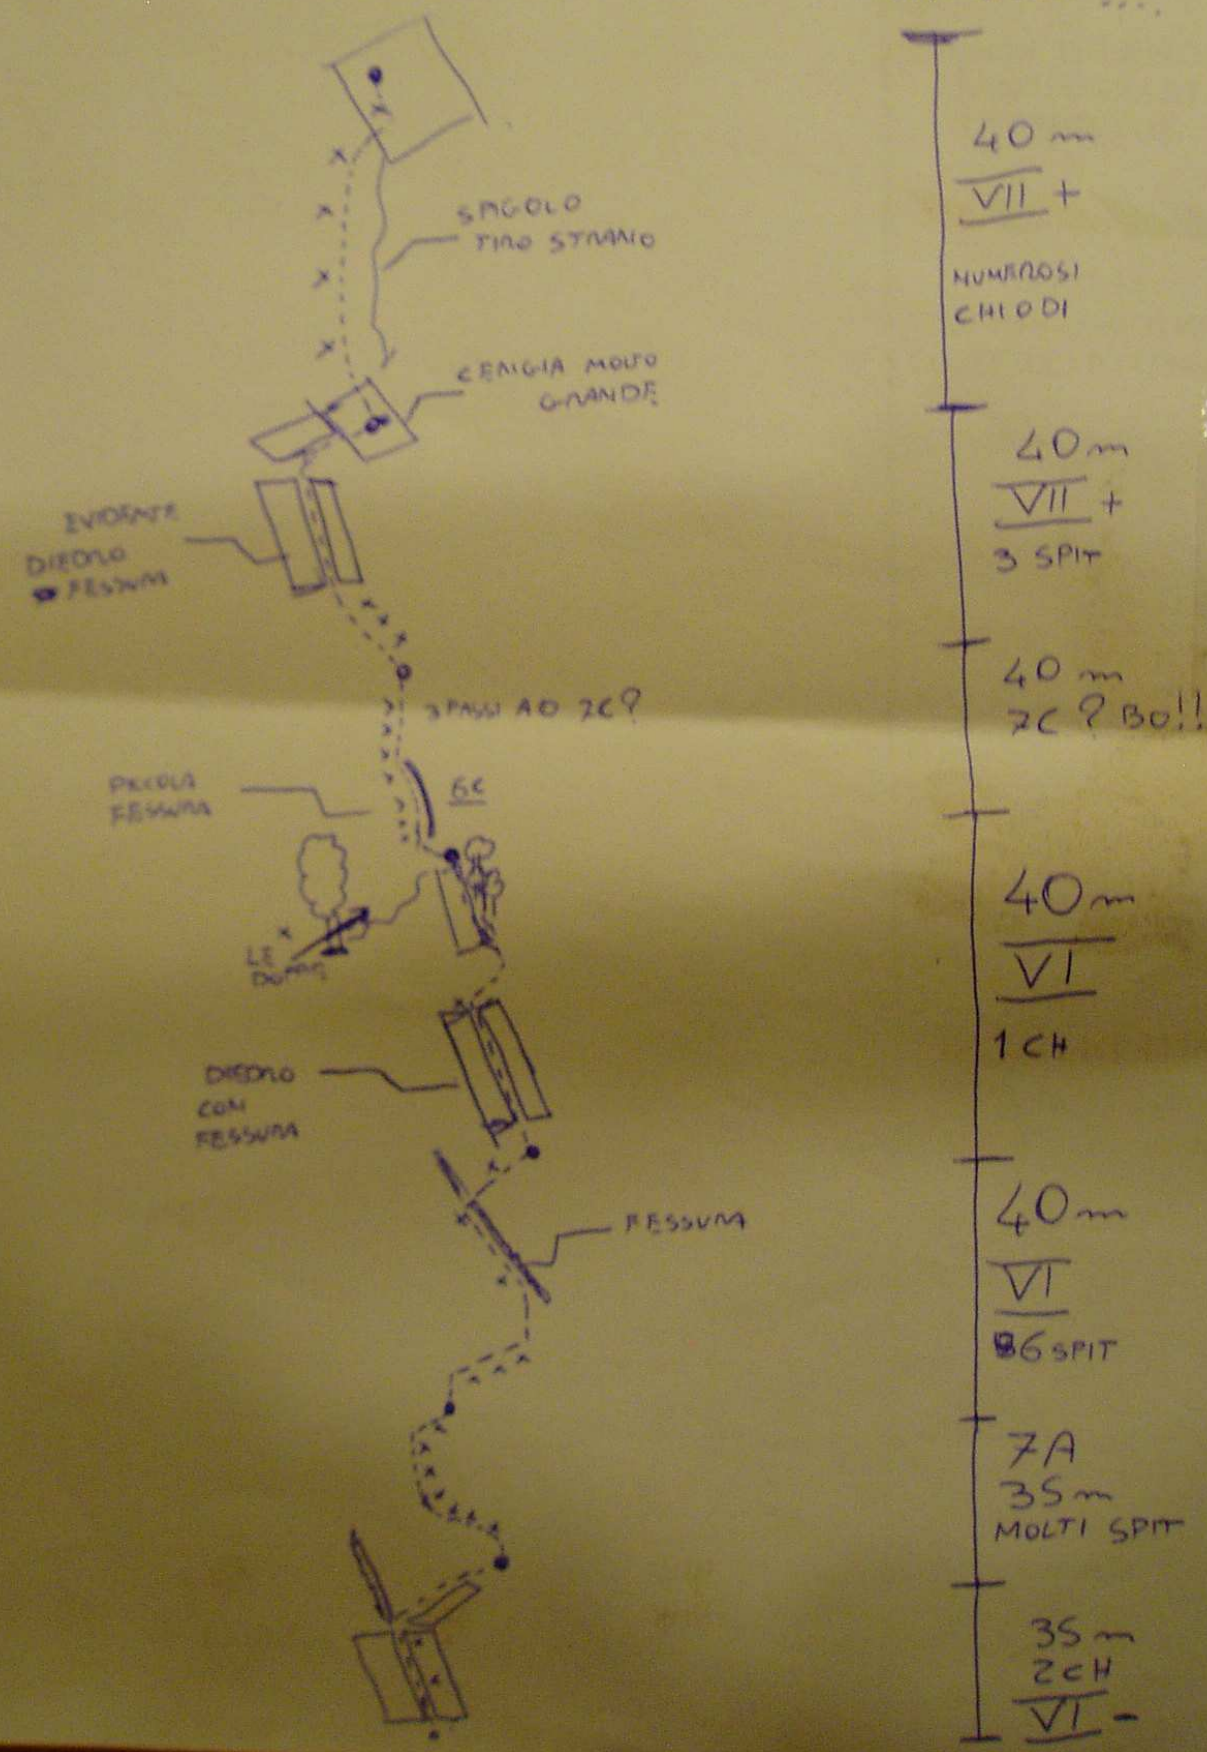 40 m
VII +
NUMEROSI
CHIODI
SPIGOLO
TIRO STRANO
CENGIA MOLTO
GRANDE
40 m
VII +
3 SPIT
EVIDENTE
DIEDRO
FESSURA
40 m
7C ? BO!!
3 PASSI AO 7C?
PICCOLA
FESSURA
6C
40 m
VI
1 CH
LE
DOPPIE
DIEDRO
CON
FESSURA
40 m
VI
6 SPIT
FESSURA
7A
35 m
MOLTI SPIT
35 m
2 CH
VI -